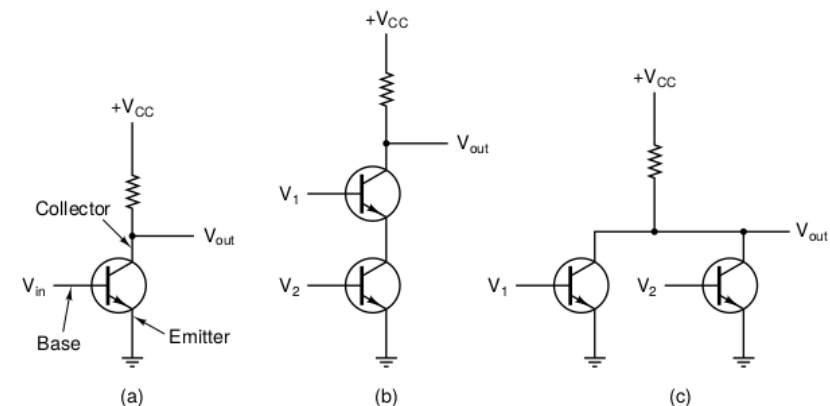 +VCC
Collector
Vout
Vin
Base
Emitter
(a)
+VCC
Vout
V1
V2
(b)
+VCC
Vout
V1
V2
(c)